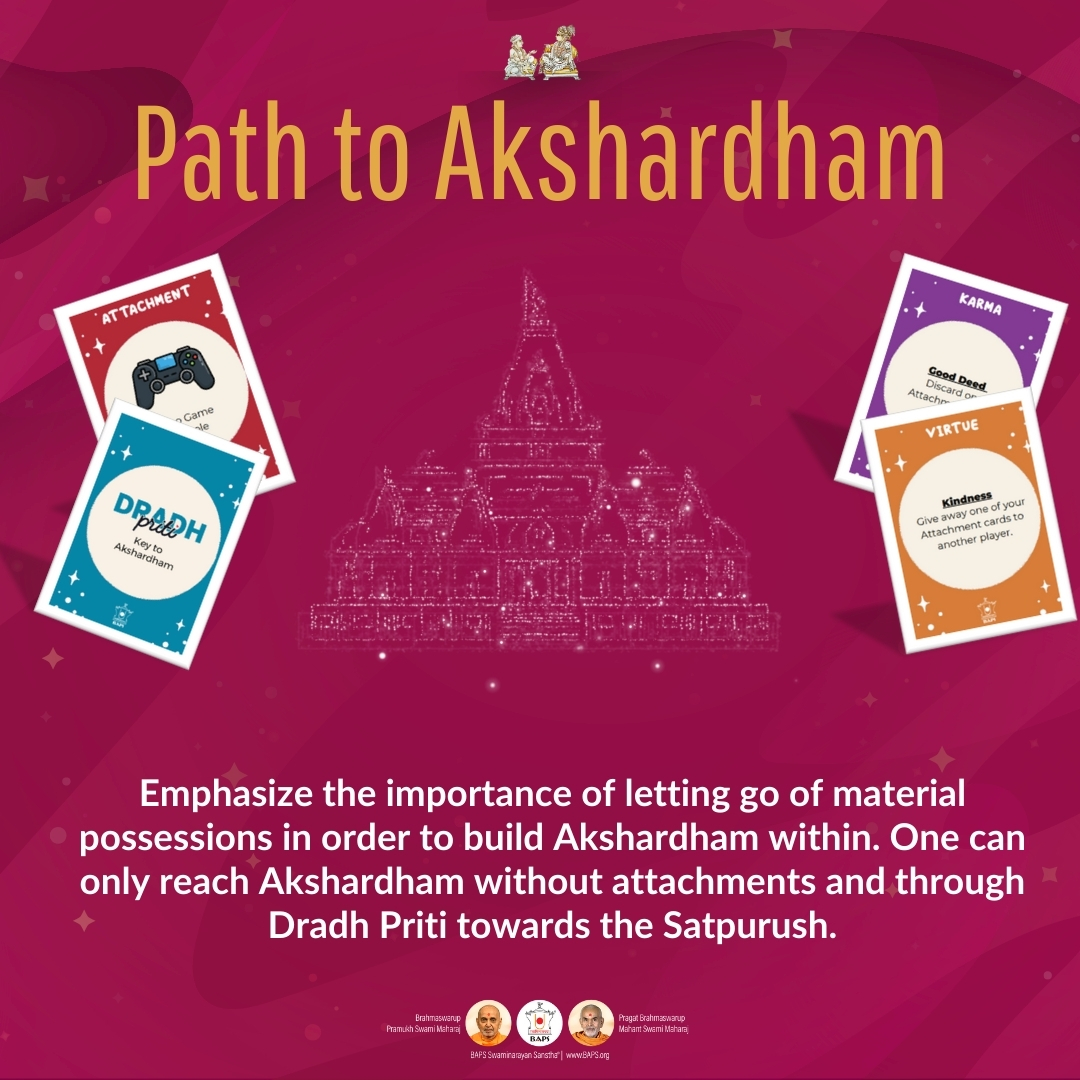 Path to Akshardham
ATTACHMENT
Game
DRADH
priti
Key to
Akshardham
BAPS
KARMA
Good Deed
Discard
VIRTUE
Kindness
Give away one of your
Attachment cards to
another player.
BAPS
Emphasize the importance of letting go of material
possessions in order to build Akshardham within. One can
only reach Akshardham without attachments and through
Dradh Priti towards the Satpurush.
Brahmaswarup
Pramukh Swami Maharaj
BAPS
Pragat Brahmaswarup
Mahant Swami Maharaj
BAPS Swaminarayan Sanstha® | www.BAPS.org